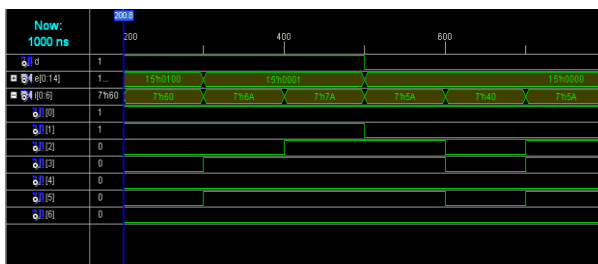 Now:
1000 ns
200.8
200 400 600
d 1
e[0:14] 1... 15'h0100 15'h0001 15'h0000
i[0:6] 7'h60 7'h60 7'h6A 7'h7A 7'h5A 7'h40 7'h5A
[0] 1
[1] 1
[2] 0
[3] 0
[4] 0
[5] 0
[6] 0